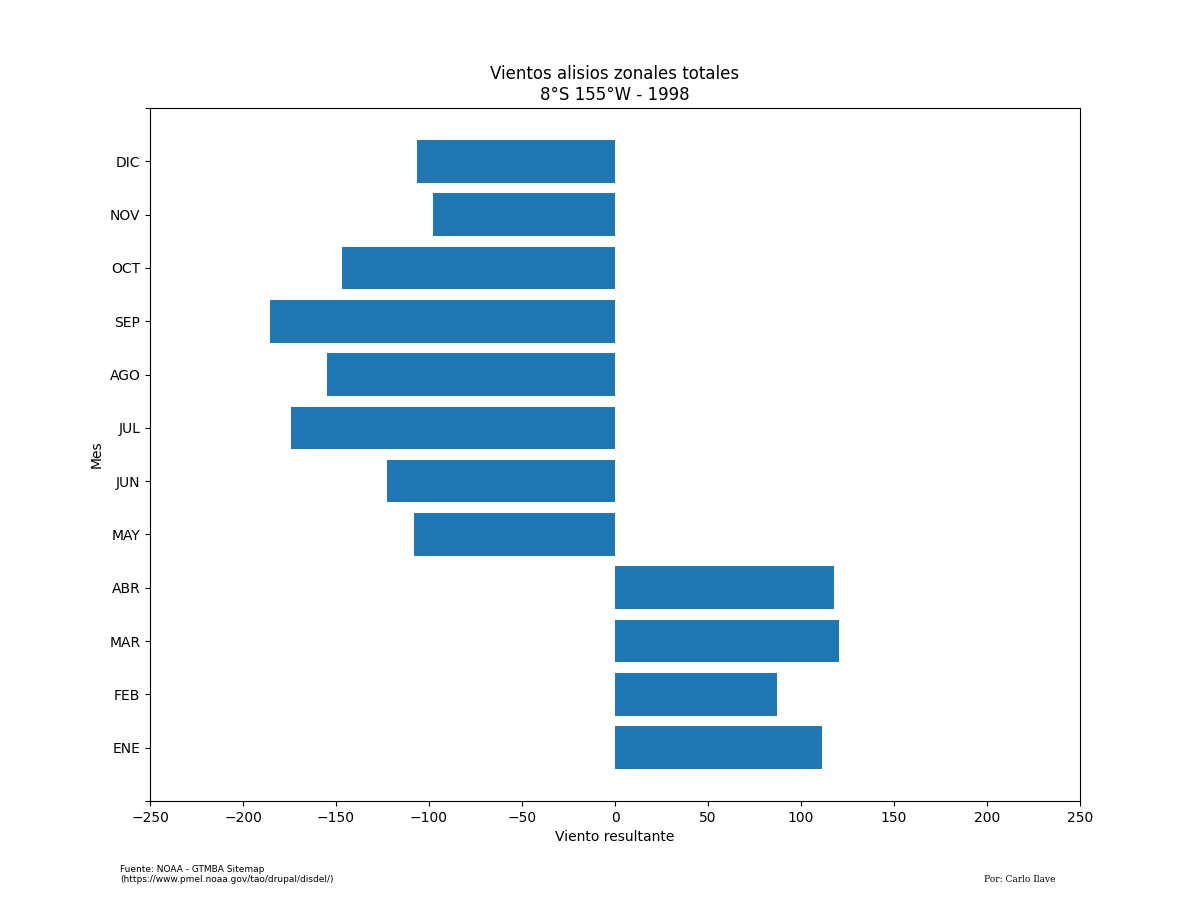 Vientos alisios zonales totales
8°S 155°W - 1998
DIC
NOV
OCT
SEP
AGO
JUL
JUN
MAY
ABR
MAR
FEB
ENE
Mes
−250 −200 −150 −100 −50 0 50 100 150 200 250
Viento resultante
Fuente: NOAA - GTMBA Sitemap
(https://www.pmel.noaa.gov/tao/drupal/disdel/)
Por: Carlo Ilave